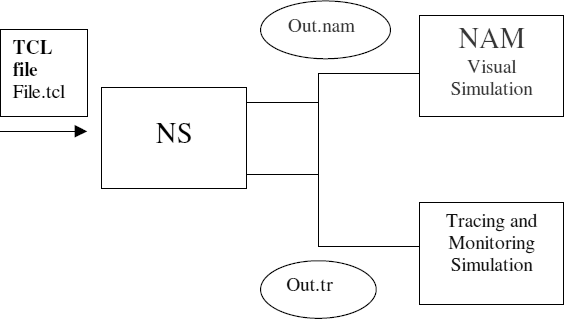 TCL
file
File.tcl
NS
Out.nam
NAM
Visual
Simulation
Tracing and
Monitoring
Simulation
Out.tr